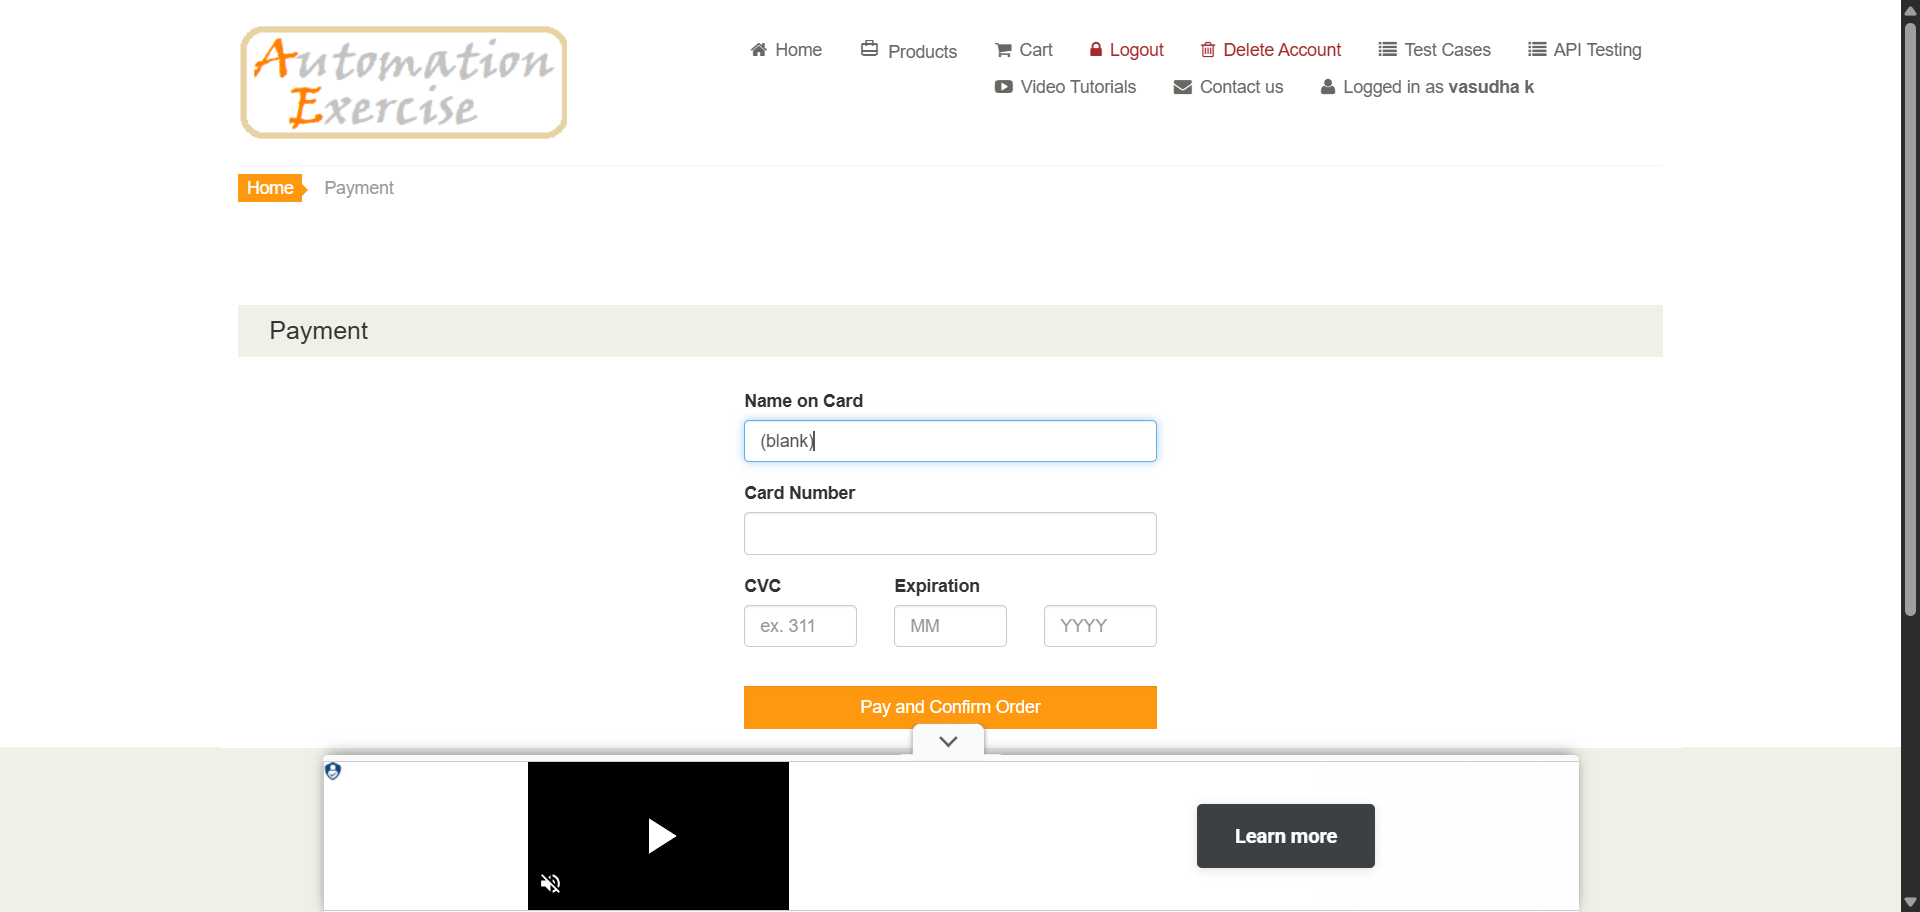 Automation
Exercise
Home Products Cart Logout Delete Account Test Cases API Testing
Video Tutorials Contact us Logged in as vasudha k
Home Payment
Payment
Name on Card
(blank)
Card Number
CVC Expiration
ex. 311 MM YYYY
Pay and Confirm Order
Learn more